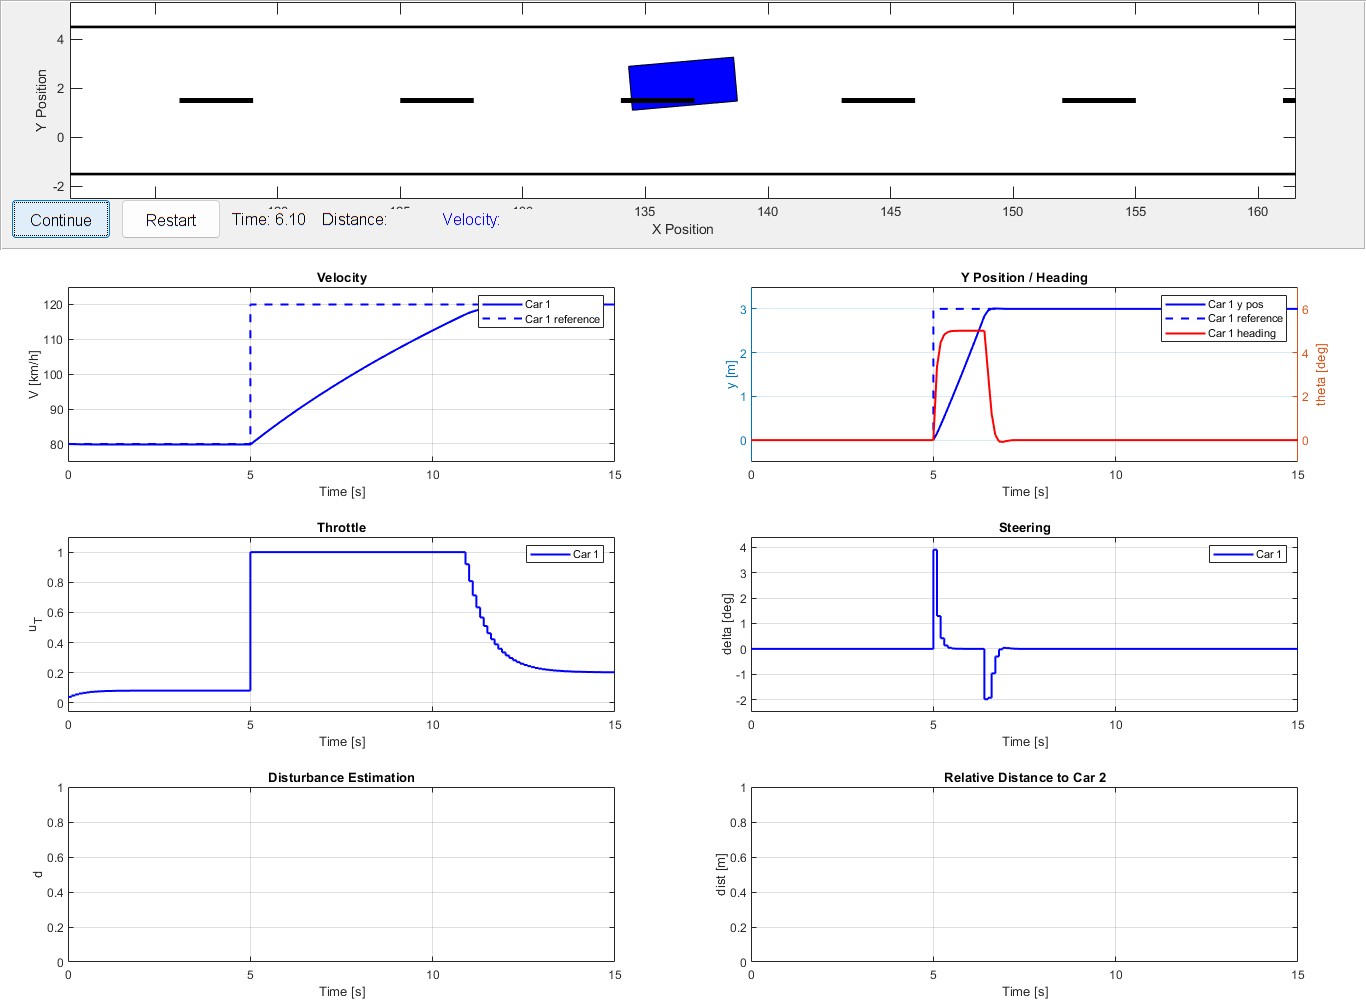 4
2
0
-2
Y Position
135
140
145
150
155
160
X Position
Continue
Restart
Time: 6.10
Distance:
Velocity:
Velocity
120
110
100
90
80
V [km/h]
Car 1
Car 1 reference
0
5
10
15
Time [s]
Y Position / Heading
3
2
1
0
y [m]
6
4
2
0
theta [deg]
Car 1 y pos
Car 1 reference
Car 1 heading
0
5
10
15
Time [s]
Throttle
1
0.8
0.6
0.4
0.2
0
u_T
Car 1
0
5
10
15
Time [s]
Steering
4
3
2
1
0
-1
-2
delta [deg]
Car 1
0
5
10
15
Time [s]
Disturbance Estimation
1
0.8
0.6
0.4
0.2
0
d
0
5
10
15
Time [s]
Relative Distance to Car 2
1
0.8
0.6
0.4
0.2
0
dist [m]
0
5
10
15
Time [s]